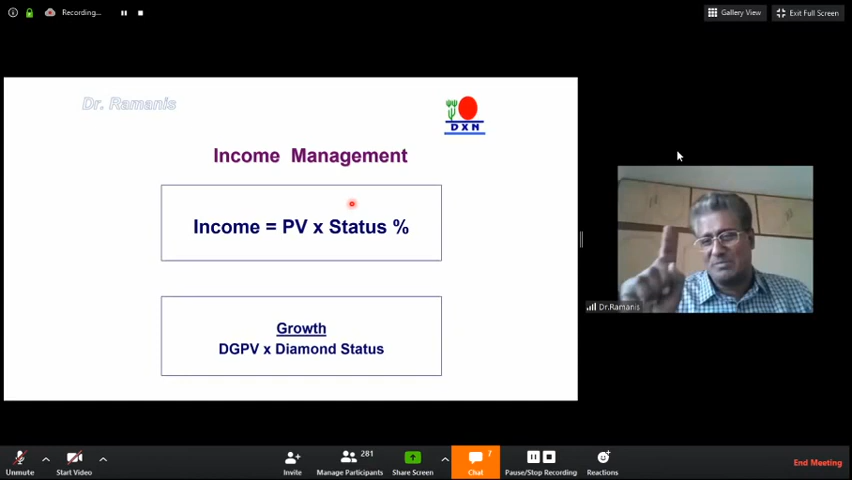 Recording...
Gallery View
Exit Full Screen
Dr. Ramanis
DXN
Income Management
Income = PV x Status %
Growth
DGPV x Diamond Status
Dr.Ramanis
Unmute
Start Video
Invite
281
Manage Participants
Share Screen
7
Chat
Pause/Stop Recording
Reactions
End Meeting